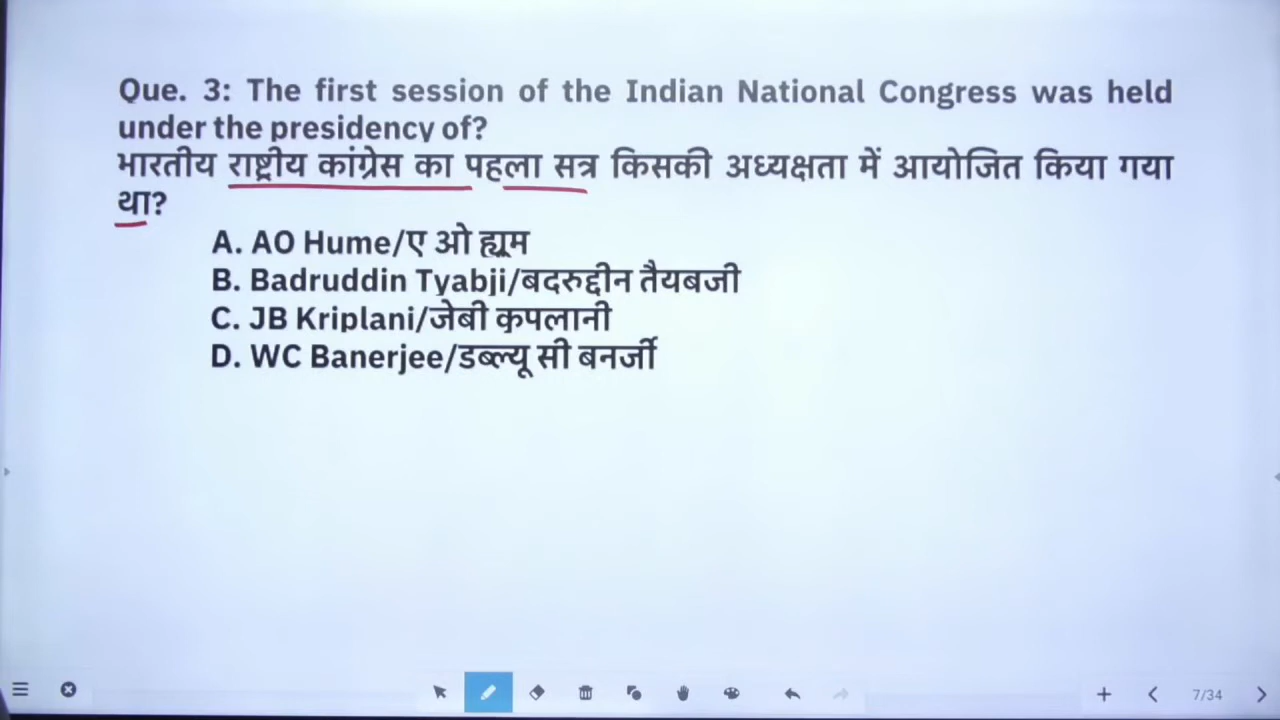 Que. 3: The first session of the Indian National Congress was held
under the presidency of?
भारतीय राष्ट्रीय कांग्रेस का पहला सत्र किसकी अध्यक्षता में आयोजित किया गया
था?
A. AO Hume/ए ओ ह्यूम
B. Badruddin Tyabji/बदरुद्दीन तैयबजी
C. JB Kriplani/जेबी कृपलानी
D. WC Banerjee/डब्ल्यू सी बनर्जी
7/34